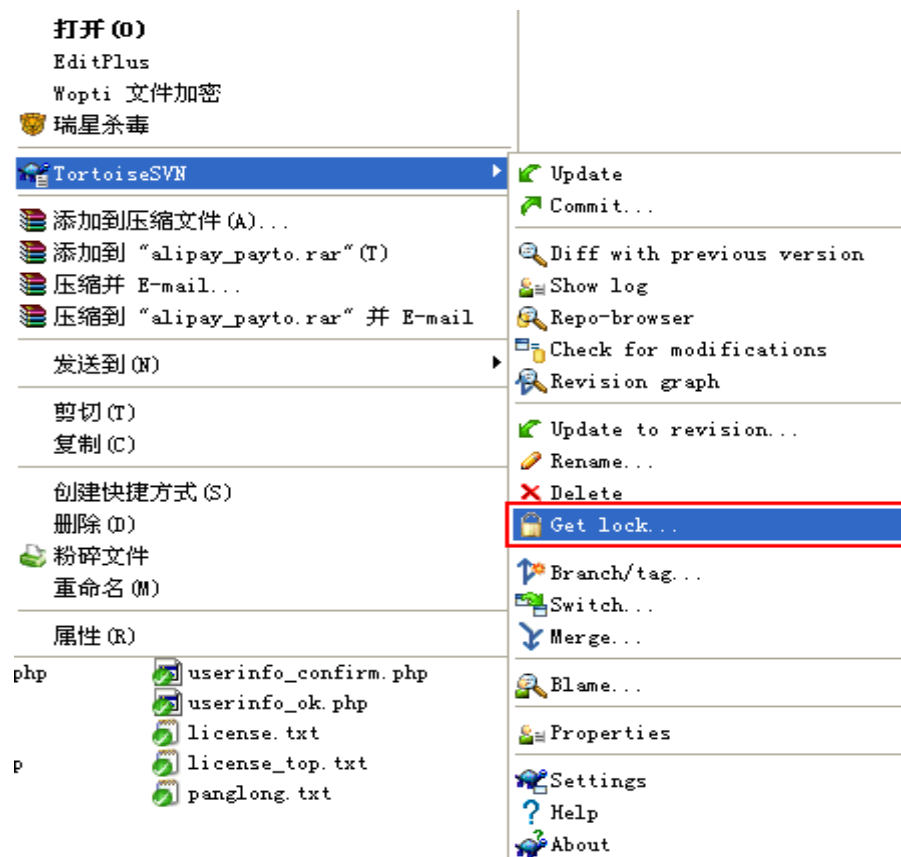 打开(O)
EditPlus
Wopti 文件加密
瑞星杀毒
TortoiseSVN
添加到压缩文件(A)...
添加到 "alipay_payto.rar"(T)
压缩并 E-mail...
压缩到 "alipay_payto.rar" 并 E-mail
发送到(N)
剪切(T)
复制(C)
创建快捷方式(S)
删除(D)
粉碎文件
重命名(M)
属性(R)
php
userinfo_confirm.php
userinfo_ok.php
license.txt
p
license_top.txt
panglong.txt
Update
Commit...
Diff with previous version
Show log
Repo-browser
Check for modifications
Revision graph
Update to revision...
Rename...
Delete
Get lock...
Branch/tag...
Switch...
Merge...
Blame...
Properties
Settings
Help
About